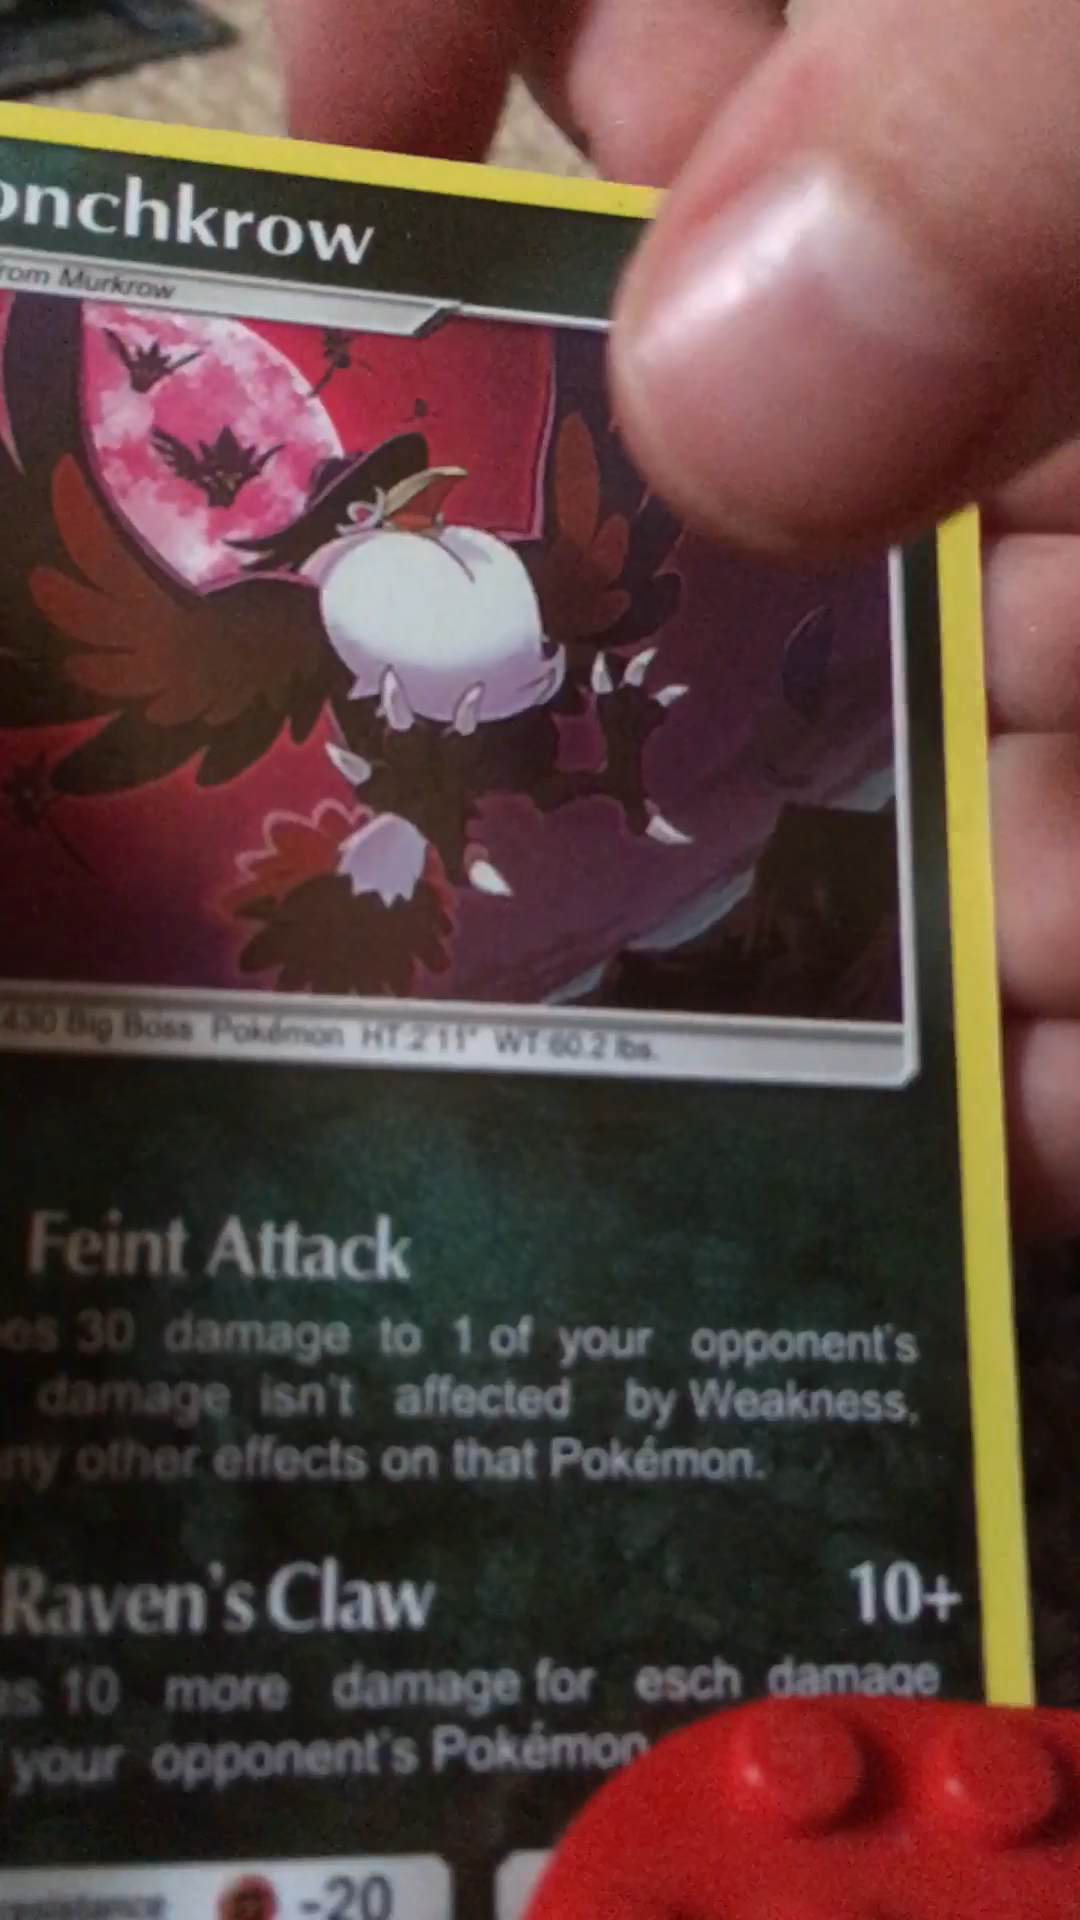 onchkrow
rom Murkrow
430 Big Boss Pokémon HT:2'11" WT:60.2 lbs.
Feint Attack
es 30 damage to 1 of your opponent's
damage isn't affected by Weakness,
ny other effects on that Pokémon.
Raven's Claw 10+
s 10 more damage for esch damage
your opponent's Pokémon
esistance -20